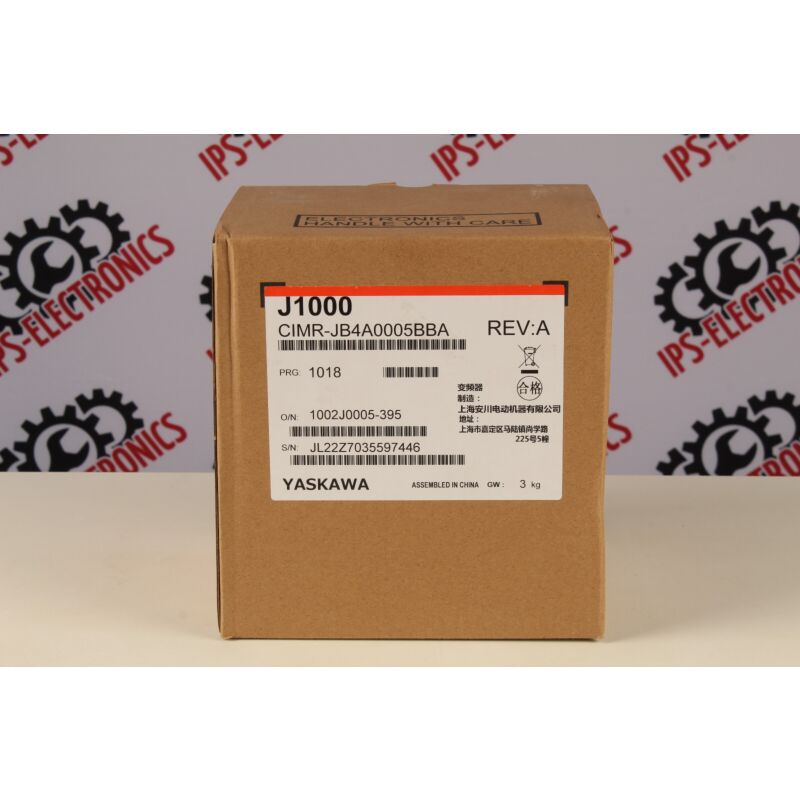 IPS-ELECTRONICS
IPS-ELECTRONICS
IPS-ELECTRONICS
IPS-ELECTRONICS
ELECTRONICS
HANDLE WITH CARE
J1000
CIMR-JB4A0005BBA
REV:A
PRG: 1018
变频器
合格
制造:
上海安川电动机器有限公司
地址:
上海市嘉定区马陆镇尚学路
225号5幢
O/N: 1002J0005-395
S/N: JL22Z7035597446
YASKAWA
ASSEMBLED IN CHINA GW: 3 kg